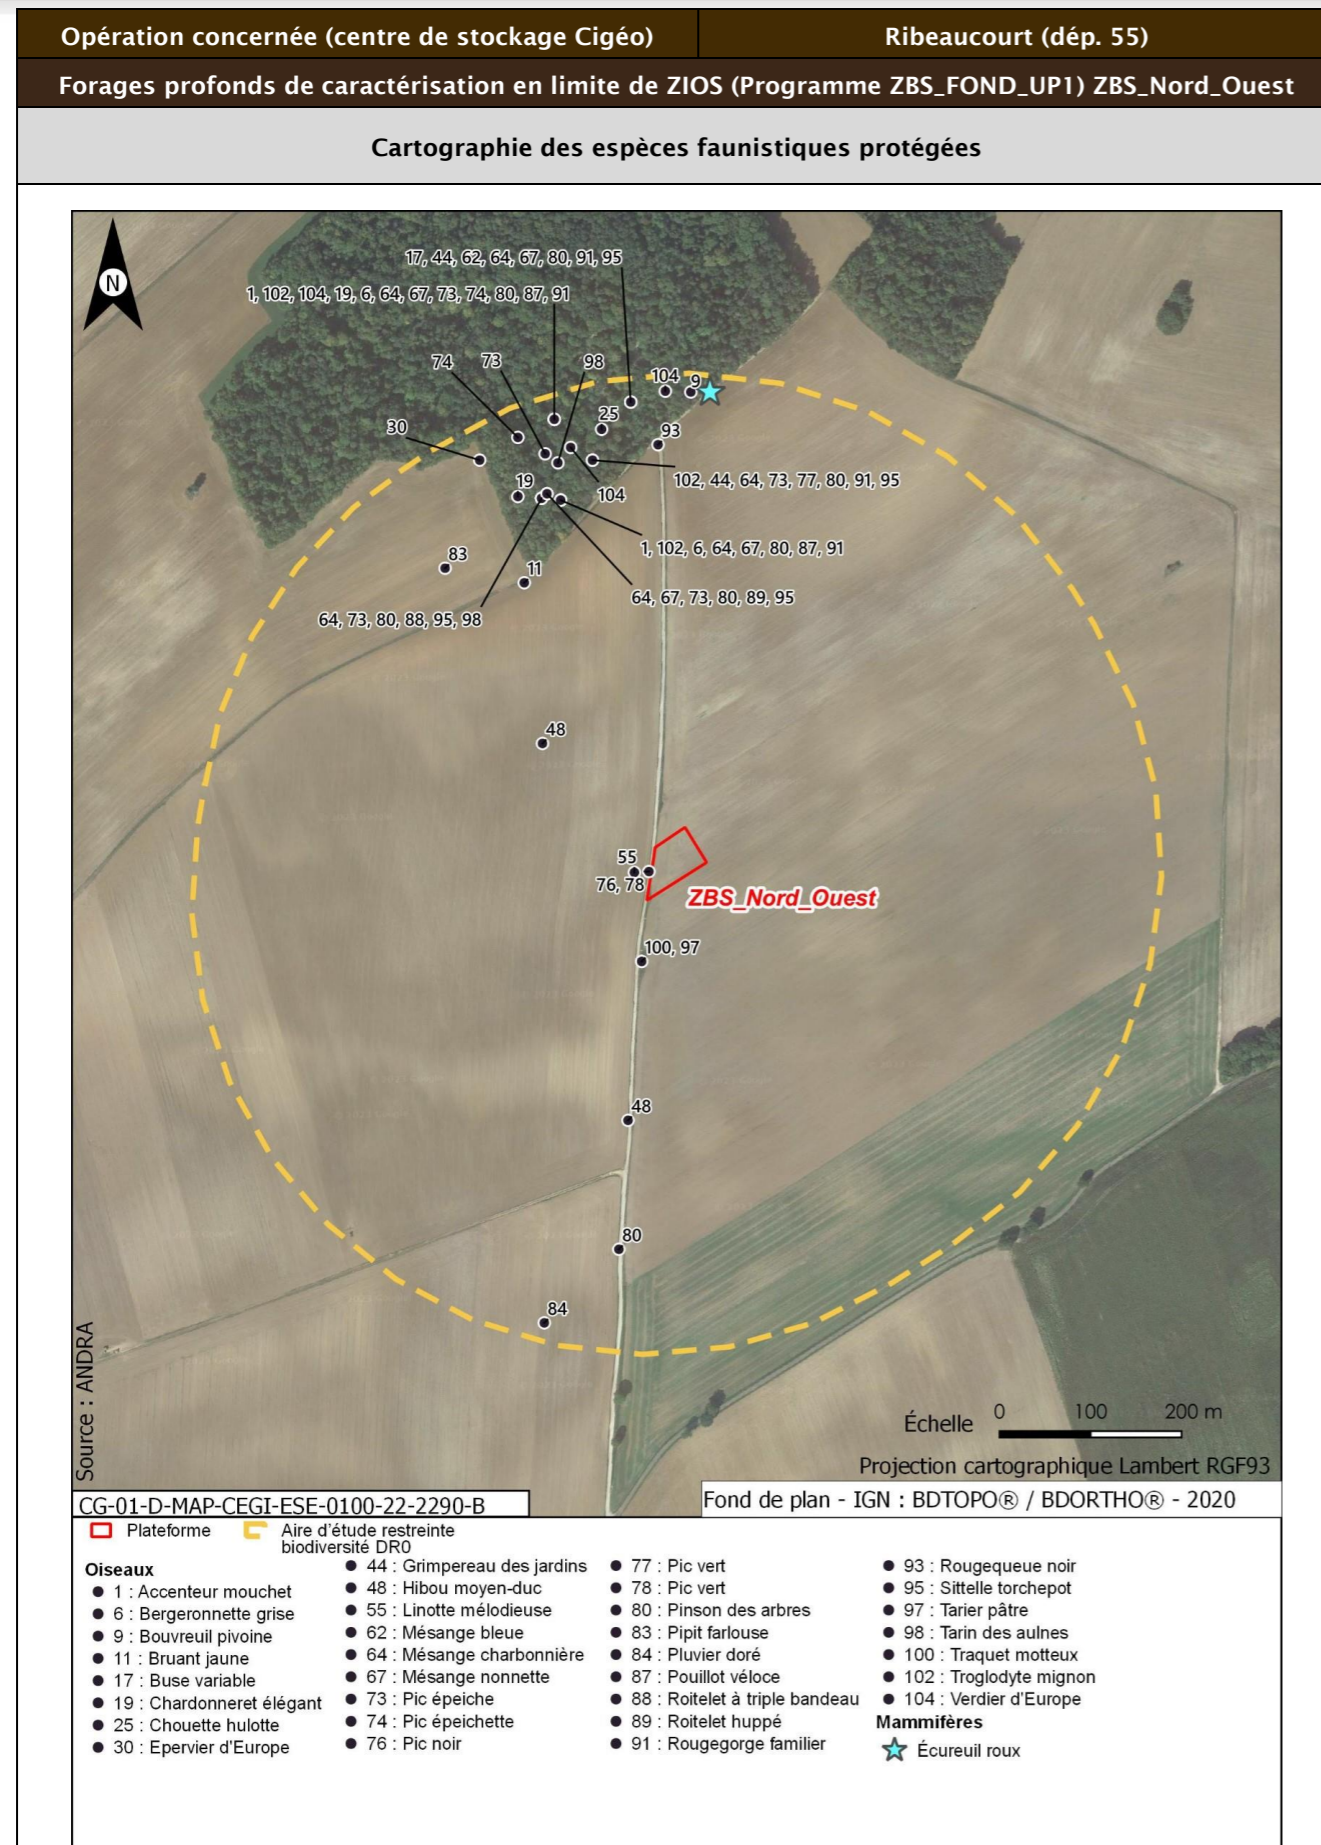 Opération concernée (centre de stockage Cigéo)
Ribeaucourt (dép. 55)
Forages profonds de caractérisation en limite de ZIOS (Programme ZBS_FOND_UP1) ZBS_Nord_Ouest
Cartographie des espèces faunistiques protégées
N
17, 44, 62, 64, 67, 80, 91, 95
1, 102, 104, 19, 6, 64, 67, 73, 74, 80, 87, 91
74
73
98
104
9
30
25
93
19
104
102, 44, 64, 73, 77, 80, 91, 95
1, 102, 6, 64, 67, 80, 87, 91
83
11
64, 67, 73, 80, 89, 95
64, 73, 80, 88, 95, 98
48
55
76, 78
ZBS_Nord_Ouest
100, 97
48
80
84
Source : ANDRA
Échelle
0 100 200 m
Projection cartographique Lambert RGF93
CG-01-D-MAP-CEGI-ESE-0100-22-2290-B
Fond de plan - IGN : BDTOPO® / BDORTHO® - 2020
Plateforme
Aire d'étude restreinte
biodiversité DR0
Oiseaux
1 : Accenteur mouchet
6 : Bergeronnette grise
9 : Bouvreuil pivoine
11 : Bruant jaune
17 : Buse variable
19 : Chardonneret élégant
25 : Chouette hulotte
30 : Epervier d'Europe
44 : Grimpereau des jardins
48 : Hibou moyen-duc
55 : Linotte mélodieuse
62 : Mésange bleue
64 : Mésange charbonnière
67 : Mésange nonnette
73 : Pic épeiche
74 : Pic épeichette
76 : Pic noir
77 : Pic vert
78 : Pic vert
80 : Pinson des arbres
83 : Pipit farlouse
84 : Pluvier doré
87 : Pouillot véloce
88 : Roitelet à triple bandeau
89 : Roitelet huppé
91 : Rougegorge familier
93 : Rougequeue noir
95 : Sittelle torchepot
97 : Tarier pâtre
98 : Tarin des aulnes
100 : Traquet motteux
102 : Troglodyte mignon
104 : Verdier d'Europe
Mammifères
Écureuil roux